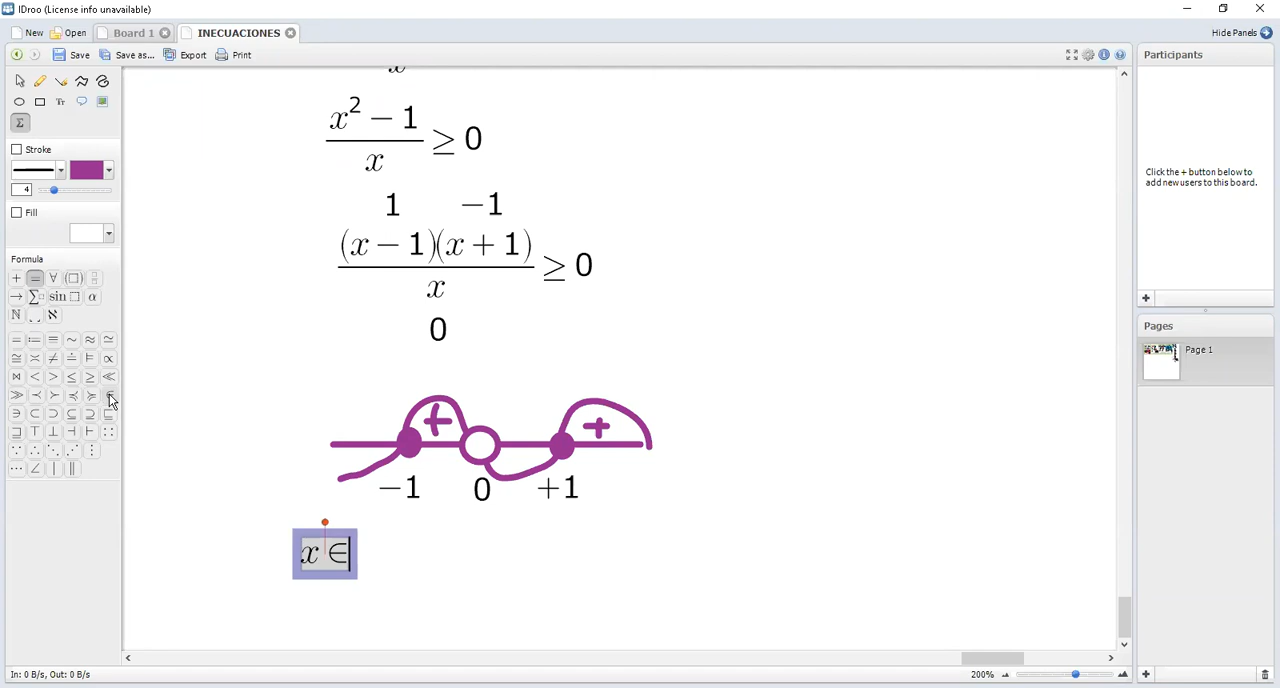 IDroo (License info unavailable)
New Open Board 1 INECUACIONES Hide Panels
Save Save as... Export Print
Participants
Click the + button below to
add new users to this board.
Pages
Page 1
Stroke
4
Fill
Formula
+ = ∀ (□)
→ ∑□ sin □ α
ℕ א
= ≔ ≡ ~ ≈ ≃
≅ ≍ ≠ ≐ ⊨ ∝
⋈ < > ≤ ≥ ≪
≫ ≺ ≻ ⪯ ⪰ ∈
∋ ⊂ ⊃ ⊆ ⊇ ⊑
⊒ ⊤ ⊥ ⊣ ⊢ ∷
∵ ∴ ⋱ ⋰ ⋮
⋯ ∠ | ∥
x
x² − 1
x
≥ 0
1 −1
(x − 1)(x + 1)
x
≥ 0
0
+ +
−1 0 +1
x ∈
In: 0 B/s, Out: 0 B/s
200%